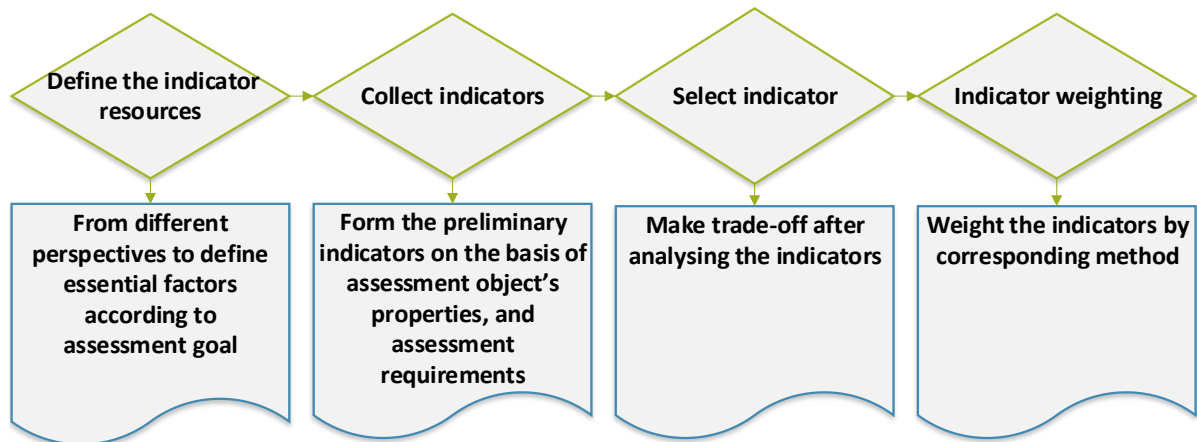 Define the indicator
resources
Collect indicators
Select indicator
Indicator weighting
From different
perspectives to define
essential factors
according to
assessment goal
Form the preliminary
indicators on the basis of
assessment object’s
properties, and
assessment
requirements
Make trade-off after
analysing the indicators
Weight the indicators by
corresponding method